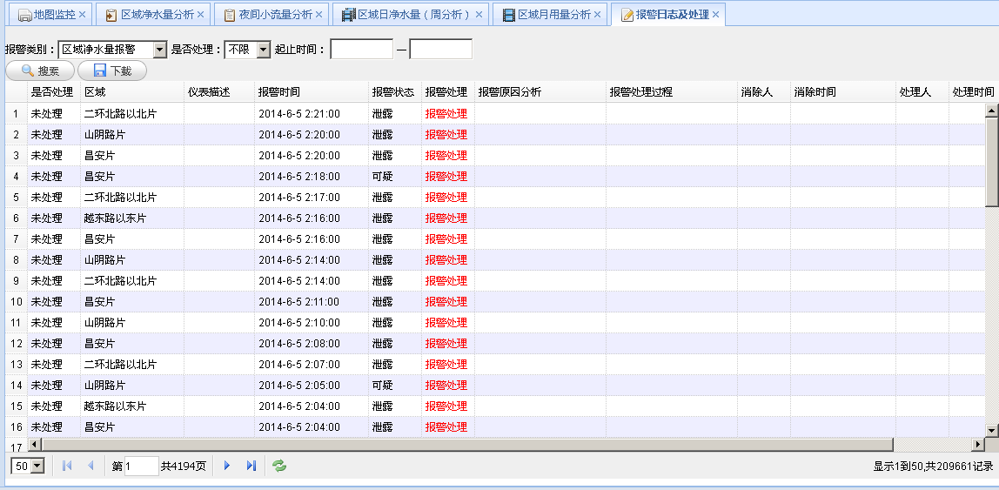 地图监控 区域净水量分析 夜间小流量分析 区域日净水量（周分析） 区域月用量分析 报警日志及处理
报警类别： 区域净水量报警 是否处理： 不限 起止时间： —
搜索 下载
是否处理 区域 仪表描述 报警时间 报警状态 报警处理 报警原因分析 报警处理过程 消除人 消除时间 处理人 处理时间
1 未处理 二环北路以北片 2014-6-5 2:21:00 泄露 报警处理
2 未处理 山阴路片 2014-6-5 2:20:00 泄露 报警处理
3 未处理 昌安片 2014-6-5 2:20:00 泄露 报警处理
4 未处理 昌安片 2014-6-5 2:18:00 可疑 报警处理
5 未处理 二环北路以北片 2014-6-5 2:17:00 泄露 报警处理
6 未处理 越东路以东片 2014-6-5 2:16:00 泄露 报警处理
7 未处理 昌安片 2014-6-5 2:16:00 泄露 报警处理
8 未处理 山阴路片 2014-6-5 2:14:00 泄露 报警处理
9 未处理 二环北路以北片 2014-6-5 2:14:00 泄露 报警处理
10 未处理 昌安片 2014-6-5 2:11:00 泄露 报警处理
11 未处理 山阴路片 2014-6-5 2:10:00 泄露 报警处理
12 未处理 昌安片 2014-6-5 2:08:00 泄露 报警处理
13 未处理 二环北路以北片 2014-6-5 2:07:00 泄露 报警处理
14 未处理 山阴路片 2014-6-5 2:05:00 可疑 报警处理
15 未处理 越东路以东片 2014-6-5 2:04:00 泄露 报警处理
16 未处理 昌安片 2014-6-5 2:04:00 泄露 报警处理
17
50 第 1 共4194页 显示1到50,共209661记录